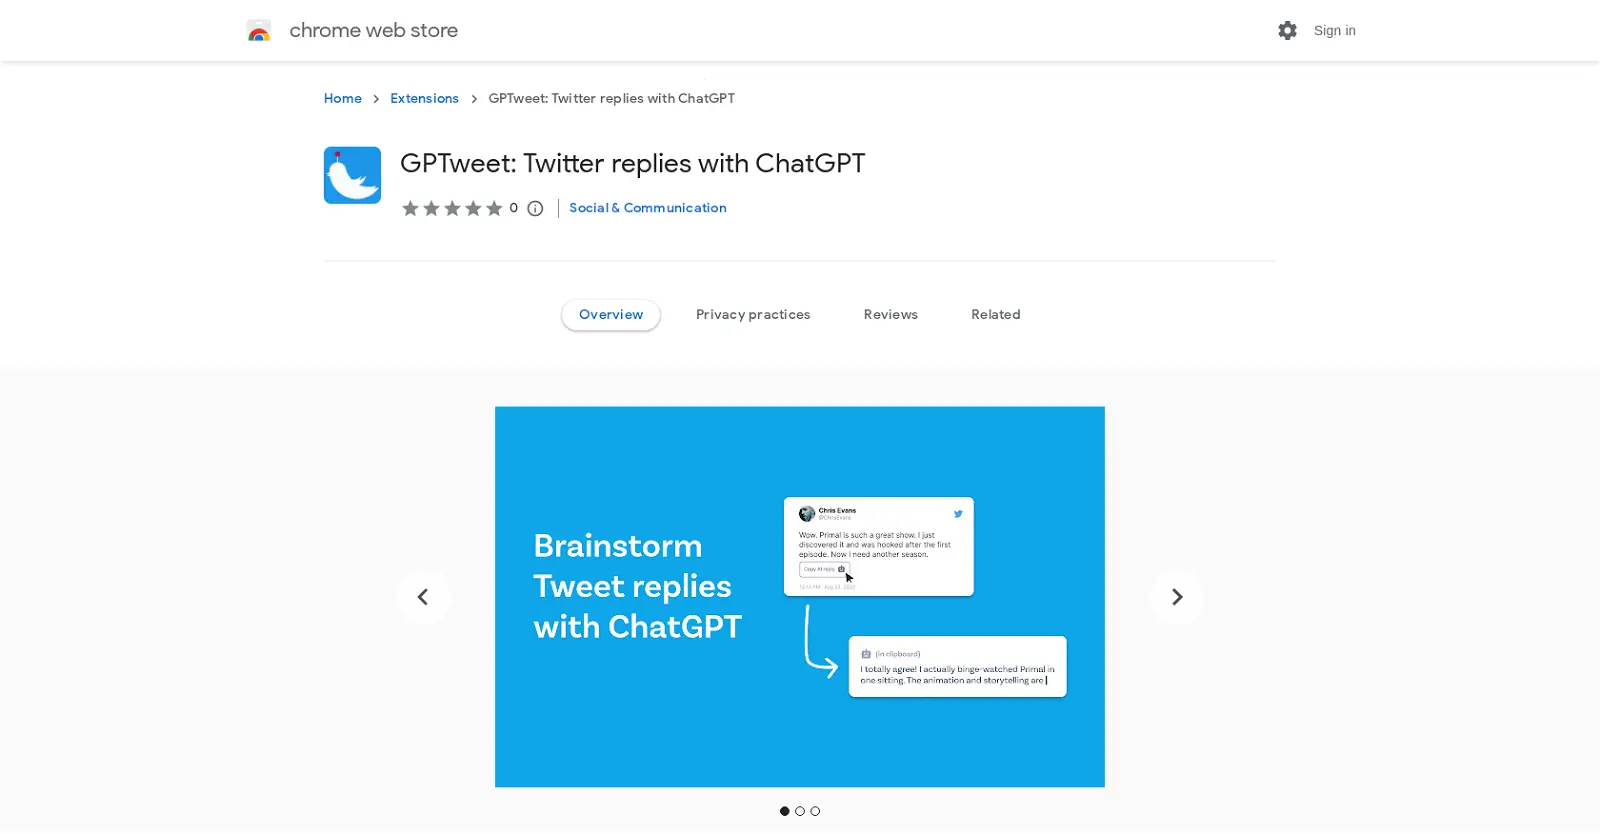 chrome web store
Sign in
Home > Extensions > GPTweet: Twitter replies with ChatGPT
GPTweet: Twitter replies with ChatGPT
0
Social & Communication
Overview
Privacy practices
Reviews
Related
Brainstorm
Tweet replies
with ChatGPT
Chris Evans
@ChrisEvans
Wow. Primal is such a great show. I just
discovered it and was hooked after the first
episode. Now I need another season.
Copy AI reply
(in clipboard)
I totally agree! I actually binge-watched Primal in
one sitting. The animation and storytelling are